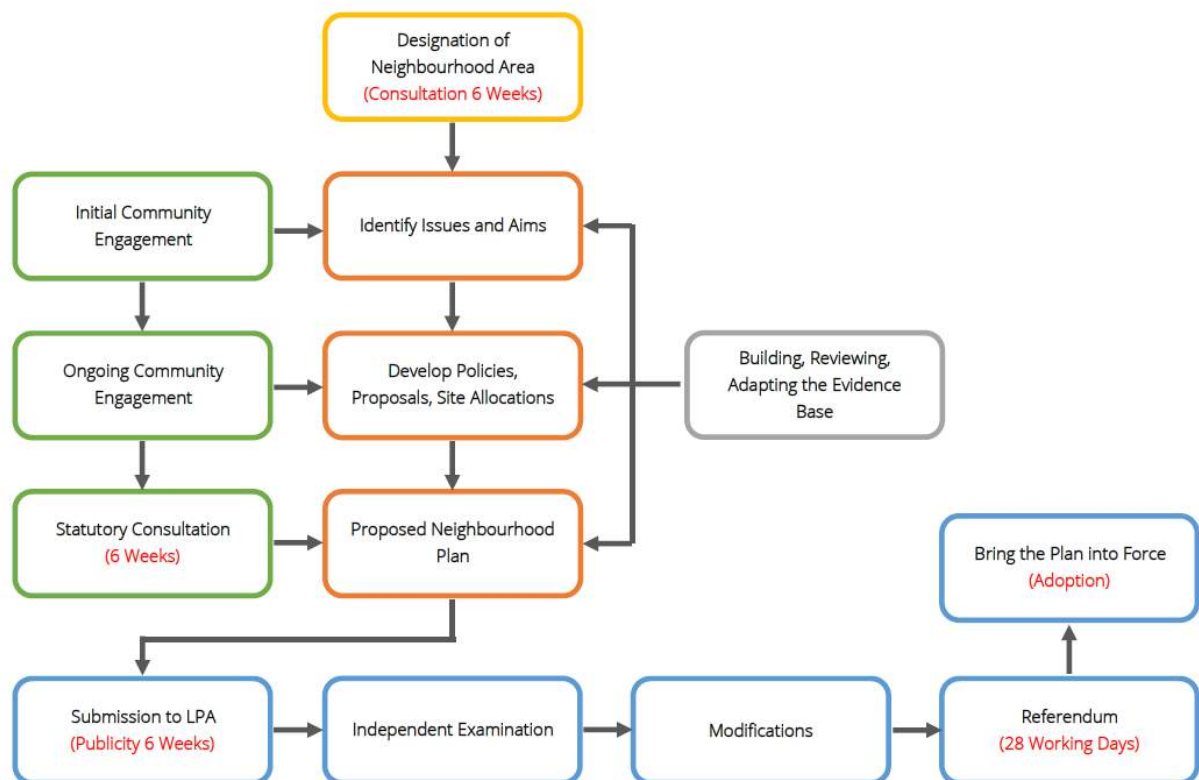 Designation of
Neighbourhood Area
(Consultation 6 Weeks)
Initial Community
Engagement
Identify Issues and Aims
Ongoing Community
Engagement
Develop Policies,
Proposals, Site Allocations
Building, Reviewing,
Adapting the Evidence
Base
Statutory Consultation
(6 Weeks)
Proposed Neighbourhood
Plan
Bring the Plan into Force
(Adoption)
Submission to LPA
(Publicity 6 Weeks)
Independent Examination
Modifications
Referendum
(28 Working Days)